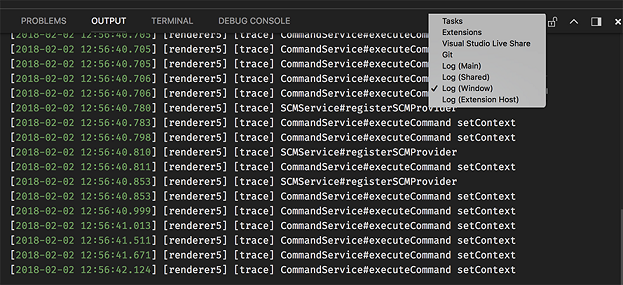 PROBLEMS OUTPUT TERMINAL DEBUG CONSOLE
Tasks
Extensions
Visual Studio Live Share
Git
Log (Main)
Log (Shared)
✓ Log (Window)
Log (Extension Host)
[2018-02-02 12:56:40.705] [renderer5] [trace] CommandService#executeCom
[2018-02-02 12:56:40.705] [renderer5] [trace] CommandService#executeCom
[2018-02-02 12:56:40.705] [renderer5] [trace] CommandService#executeCom
[2018-02-02 12:56:40.706] [renderer5] [trace] CommandService#executeCom
[2018-02-02 12:56:40.706] [renderer5] [trace] CommandService#executeCom
[2018-02-02 12:56:40.780] [renderer5] [trace] SCMService#registerSCMProvider
[2018-02-02 12:56:40.783] [renderer5] [trace] CommandService#executeCommand setContext
[2018-02-02 12:56:40.798] [renderer5] [trace] CommandService#executeCommand setContext
[2018-02-02 12:56:40.810] [renderer5] [trace] SCMService#registerSCMProvider
[2018-02-02 12:56:40.811] [renderer5] [trace] CommandService#executeCommand setContext
[2018-02-02 12:56:40.853] [renderer5] [trace] SCMService#registerSCMProvider
[2018-02-02 12:56:40.853] [renderer5] [trace] CommandService#executeCommand setContext
[2018-02-02 12:56:40.999] [renderer5] [trace] CommandService#executeCommand setContext
[2018-02-02 12:56:41.013] [renderer5] [trace] CommandService#executeCommand setContext
[2018-02-02 12:56:41.511] [renderer5] [trace] CommandService#executeCommand setContext
[2018-02-02 12:56:41.671] [renderer5] [trace] CommandService#executeCommand setContext
[2018-02-02 12:56:42.124] [renderer5] [trace] CommandService#executeCommand setContext